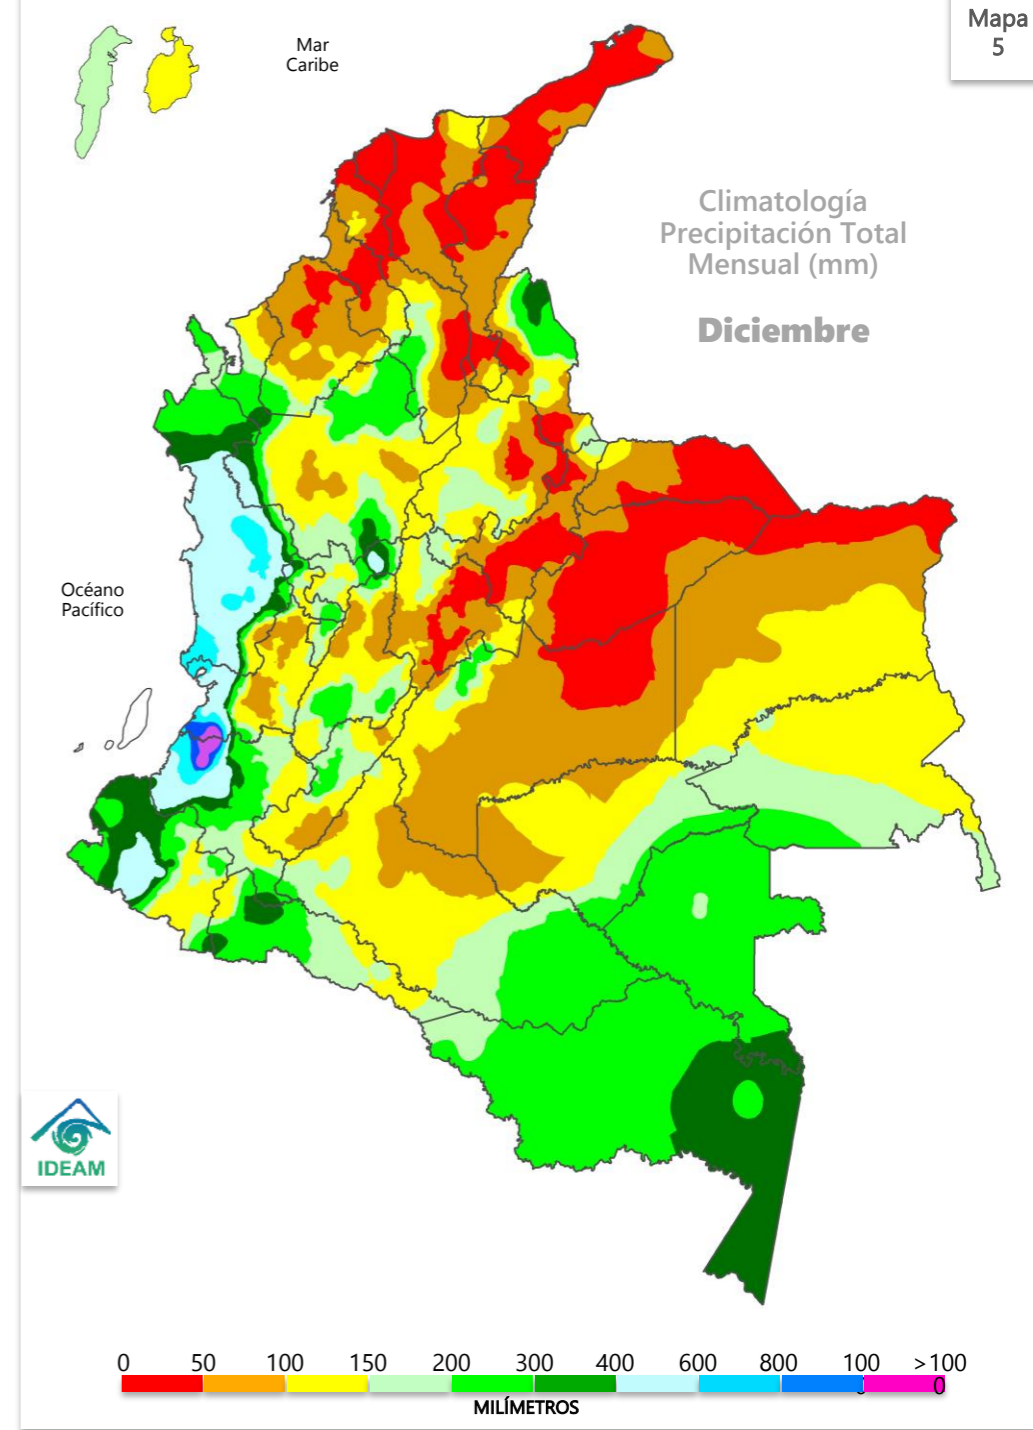 Mapa
5
Mar
Caribe
Climatología
Precipitación Total
Mensual (mm)
Diciembre
Océano
Pacífico
IDEAM
0 50 100 150 200 300 400 600 800 100 >100
0
MILÍMETROS